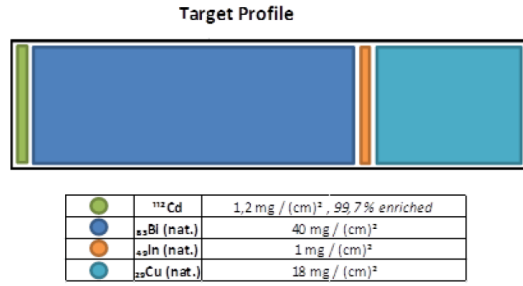 Target Profile
¹¹²Cd 1,2 mg / (cm)² , 99,7% enriched
₈₃Bi (nat.) 40 mg / (cm)²
₄₉In (nat.) 1 mg / (cm)²
₂₉Cu (nat.) 18 mg / (cm)²